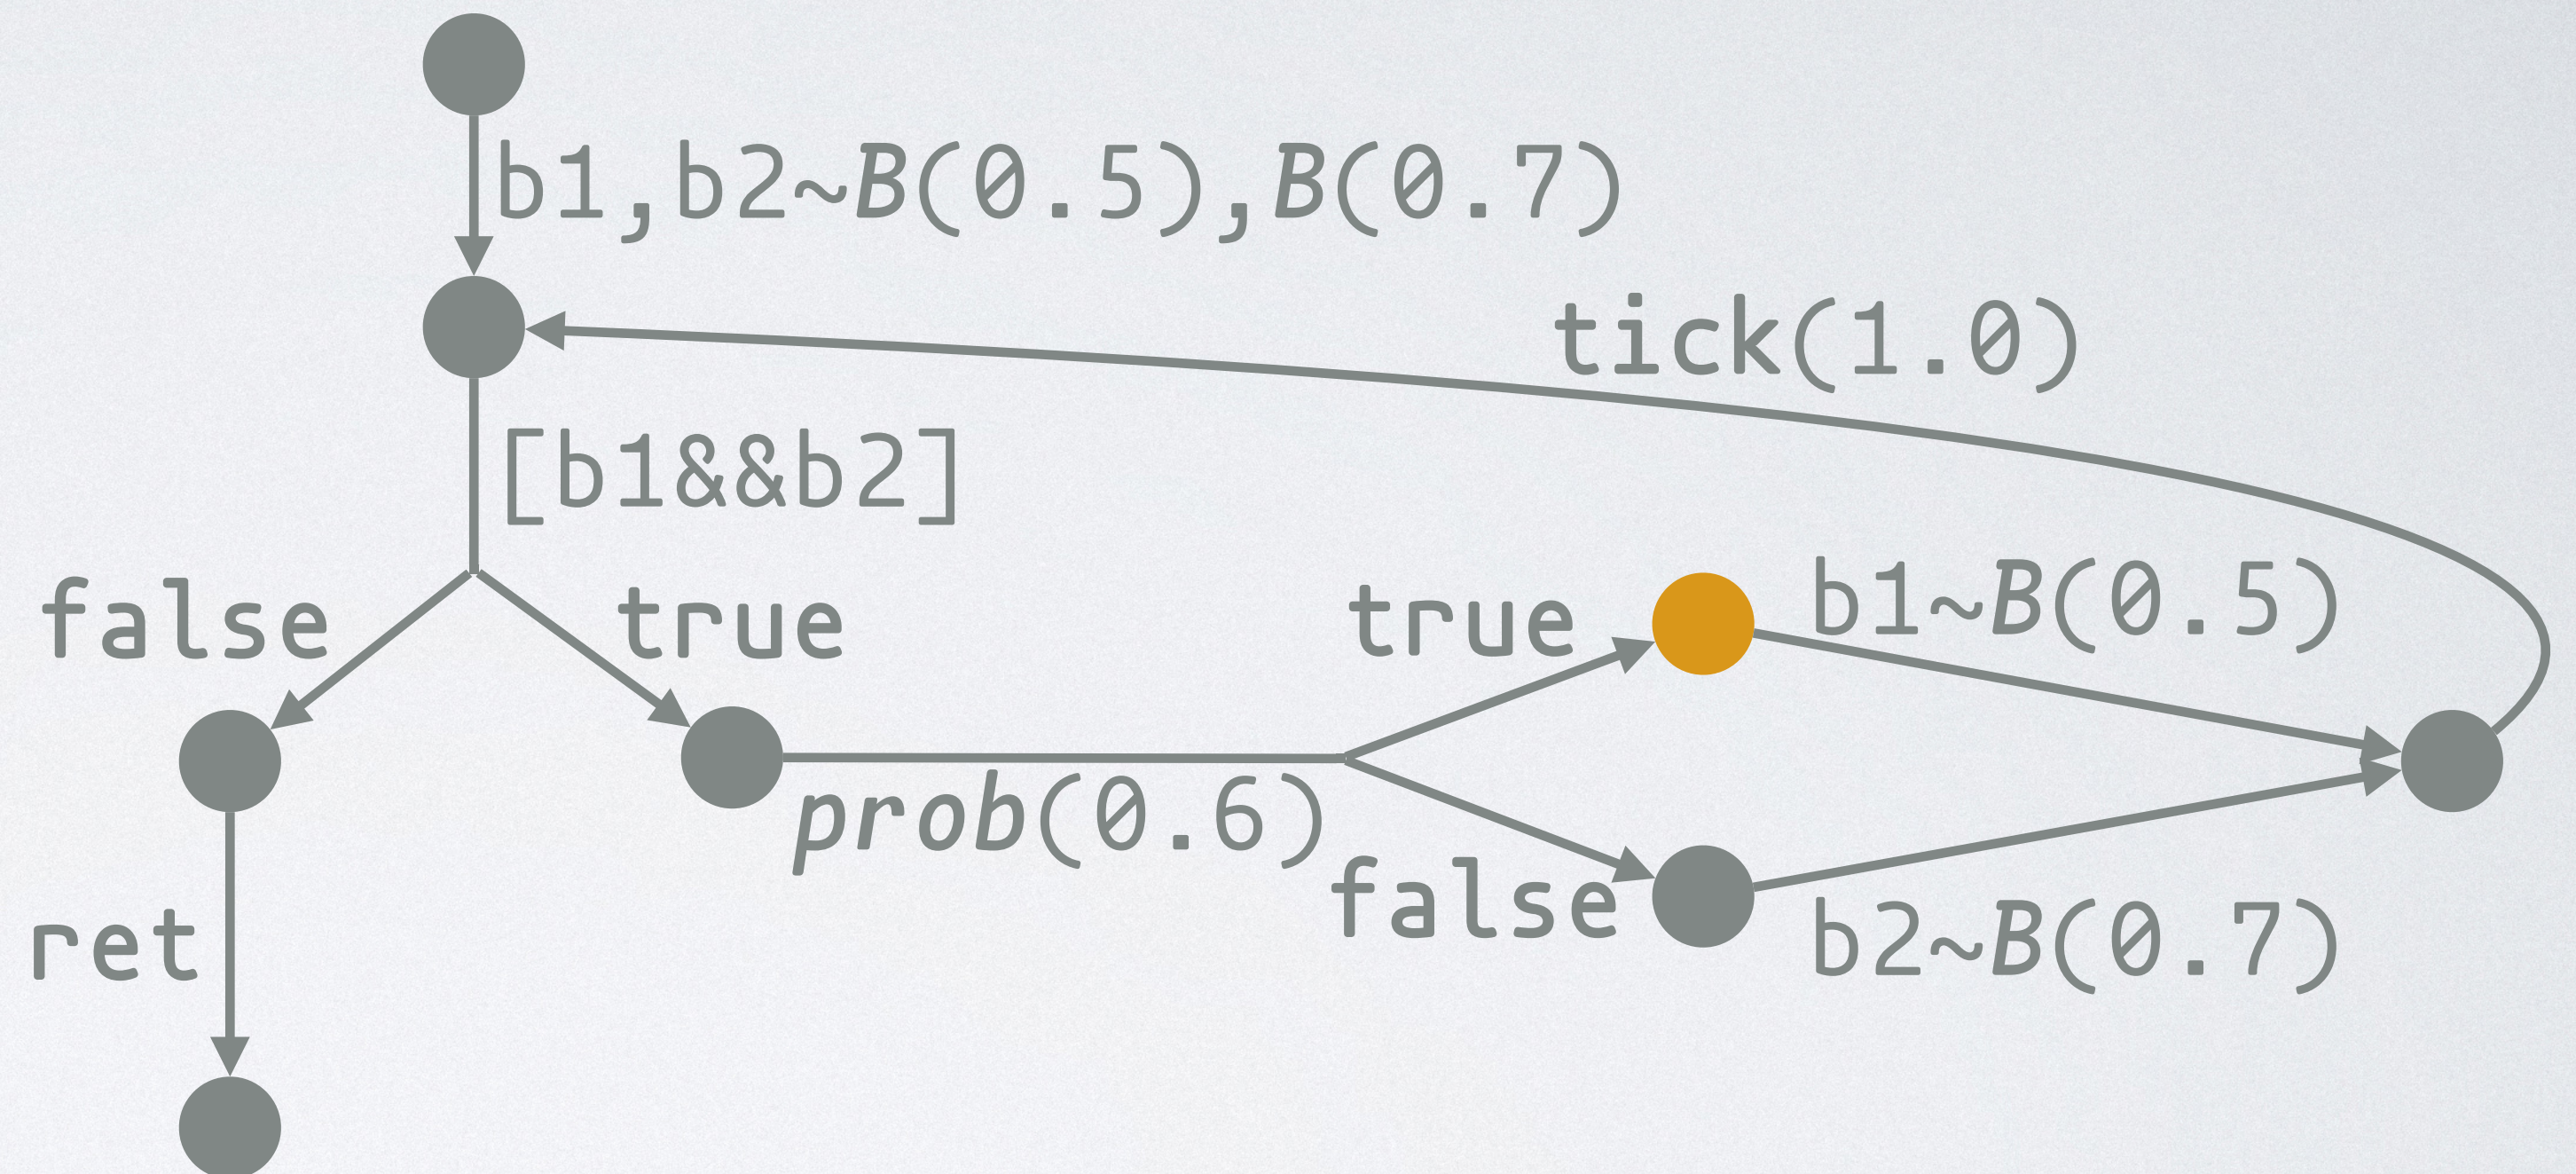 b1,b2~B(0.5),B(0.7)
tick(1.0)
[b1&&b2]
false
true
true
b1~B(0.5)
prob(0.6)
false
b2~B(0.7)
ret